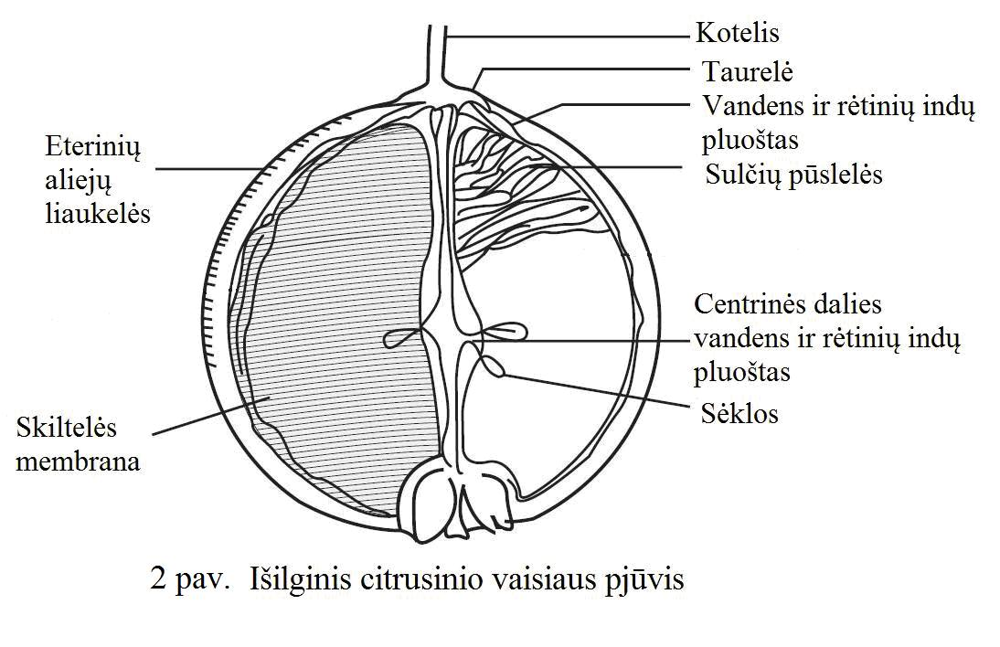 Kotelis
Taurelė
Vandens ir rėtinių indų
pluoštas
Sulčių pūslelės
Eterinių
aliejų
liaukelės
Centrinės dalies
vandens ir rėtinių indų
pluoštas
Sėklos
Skiltelės
membrana
2 pav. Išilginis citrusinio vaisiaus pjūvis